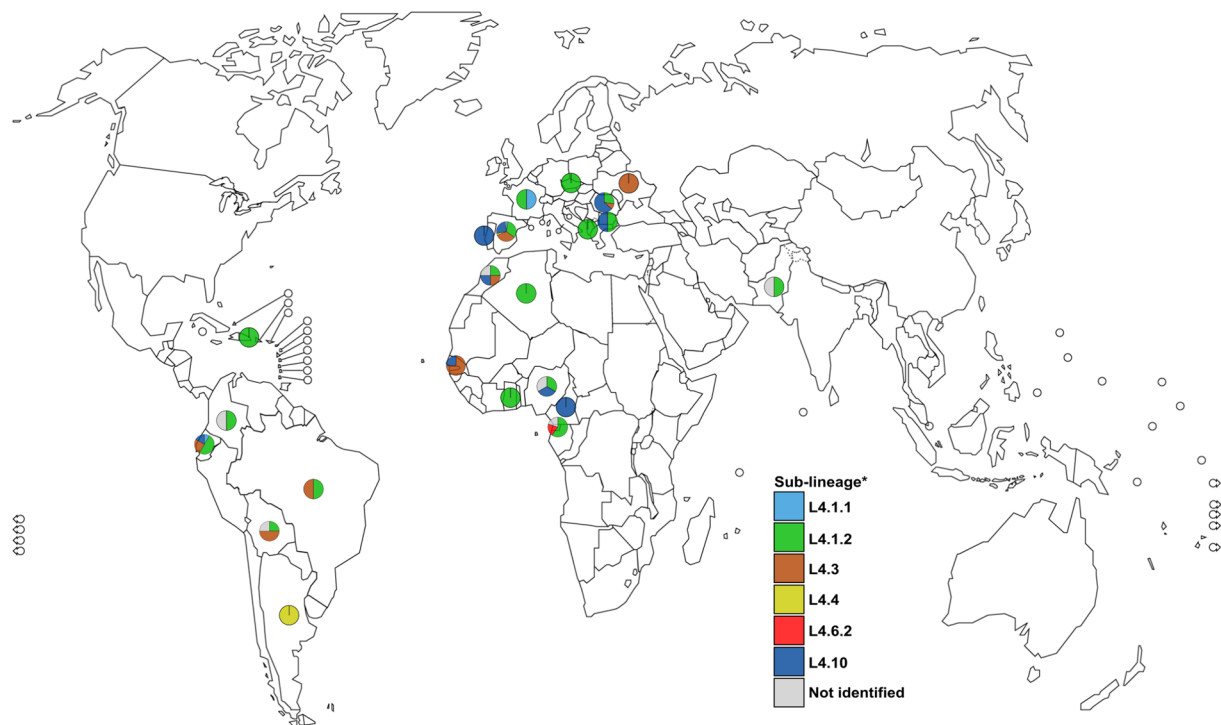 Sub-lineage*
L4.1.1
L4.1.2
L4.3
L4.4
L4.6.2
L4.10
Not identified